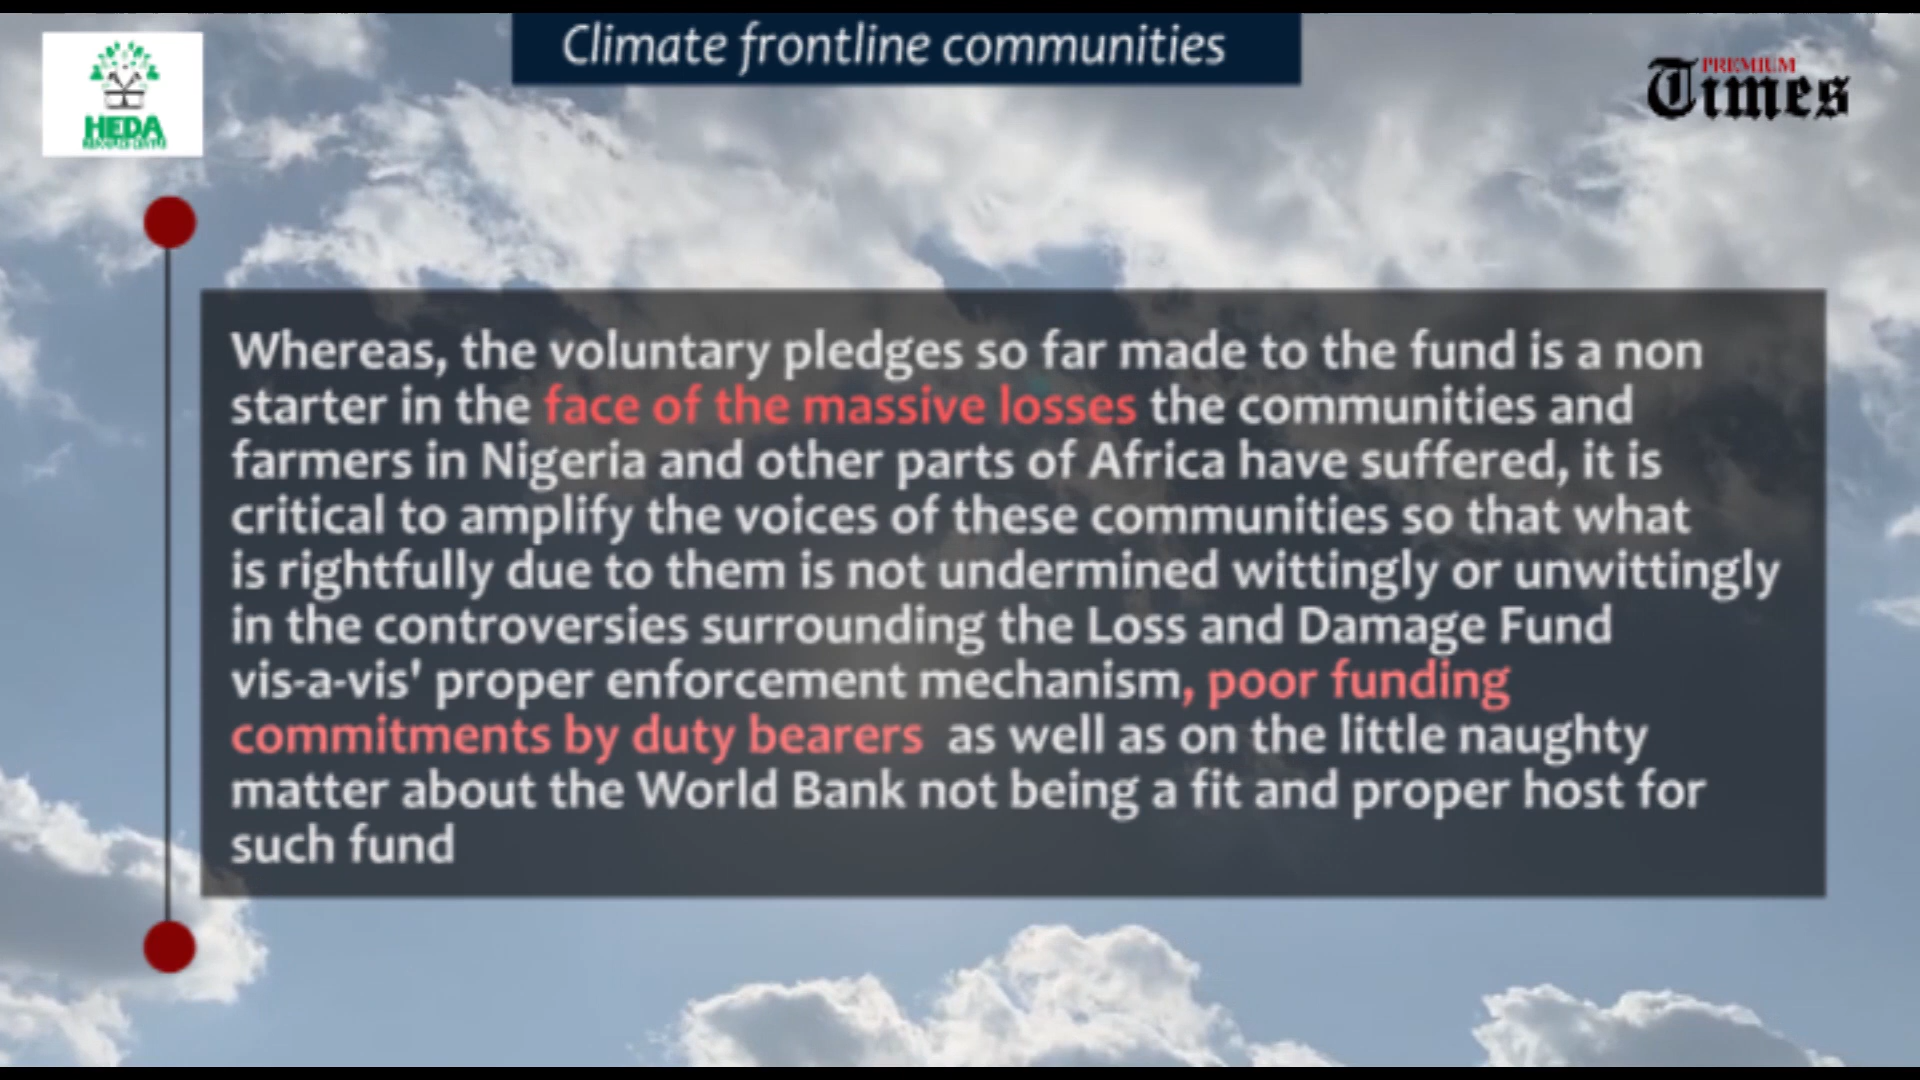 Climate frontline communities
HEDA
RESOURCE CENTRE
PREMIUM
Times
Whereas, the voluntary pledges so far made to the fund is a non
starter in the face of the massive losses the communities and
farmers in Nigeria and other parts of Africa have suffered, it is
critical to amplify the voices of these communities so that what
is rightfully due to them is not undermined wittingly or unwittingly
in the controversies surrounding the Loss and Damage Fund
vis-a-vis' proper enforcement mechanism, poor funding
commitments by duty bearers as well as on the little naughty
matter about the World Bank not being a fit and proper host for
such fund